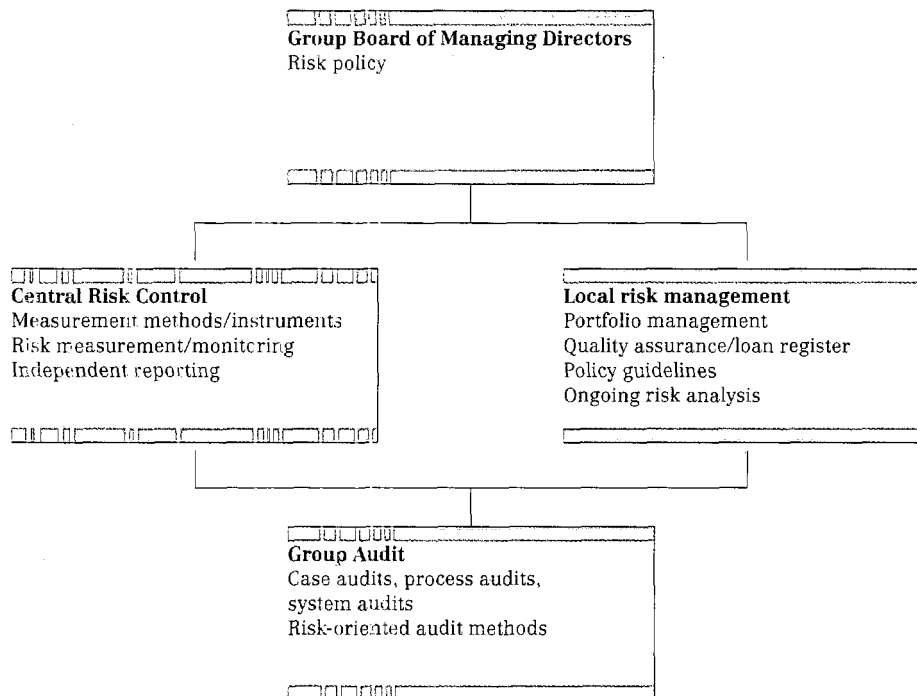 Group Board of Managing Directors
Risk policy
Central Risk Control
Measurement methods/instruments
Risk measurement/monitoring
Independent reporting
Local risk management
Portfolio management
Quality assurance/loan register
Policy guidelines
Ongoing risk analysis
Group Audit
Case audits, process audits,
system audits
Risk-oriented audit methods